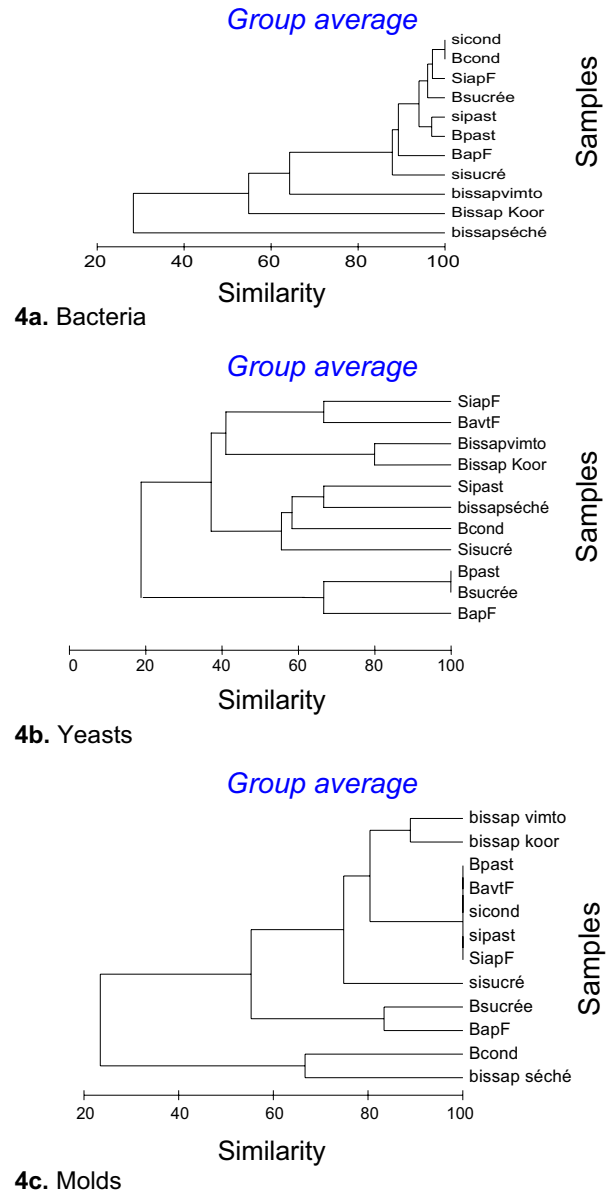 Group average
sicond
Bcond
SiapF
Bsucrée
sipast
Bpast
BapF
sisucré
bissapvimto
Bissap Koor
bissapséché
Samples
20 40 60 80 100
Similarity
4a. Bacteria
Group average
SiapF
BavtF
Bissapvimto
Bissap Koor
Sipast
bissapséché
Bcond
Sisucré
Bpast
Bsucrée
BapF
Samples
0 20 40 60 80 100
Similarity
4b. Yeasts
Group average
bissap vimto
bissap koor
Bpast
BavtF
sicond
sipast
SiapF
sisucré
Bsucrée
BapF
Bcond
bissap séché
Samples
20 40 60 80 100
Similarity
4c. Molds